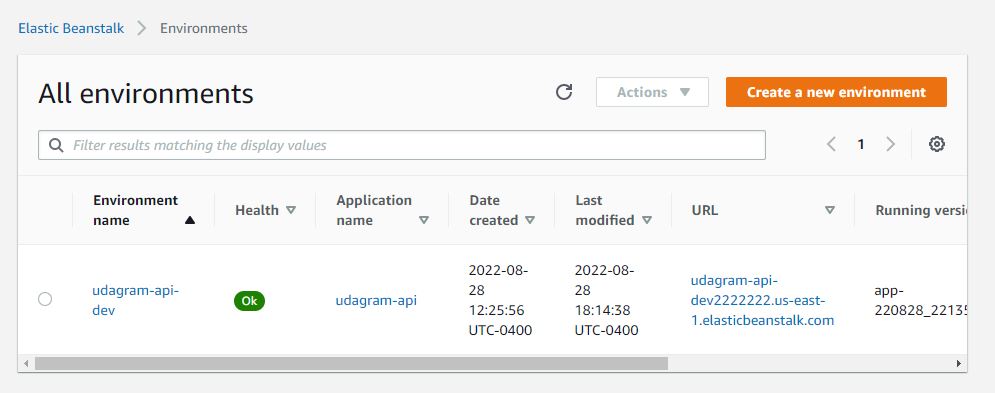 Elastic Beanstalk > Environments
All environments
Actions
Create a new environment
Filter results matching the display values
1
Environment name
Health
Application name
Date created
Last modified
URL
Running versi
udagram-api-
dev
Ok
udagram-api
2022-08-
28
12:25:56
UTC-0400
2022-08-
28
18:14:38
UTC-0400
udagram-api-
dev2222222.us-east-
1.elasticbeanstalk.com
app-
220828_22135